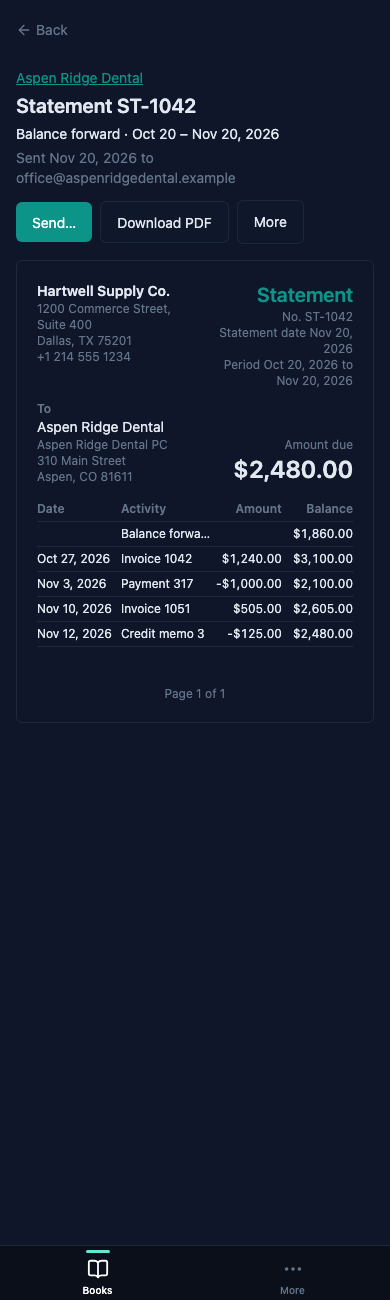 Back
Aspen Ridge Dental
Statement ST-1042
Balance forward · Oct 20 – Nov 20, 2026
Sent Nov 20, 2026 to
office@aspenridgedental.example
Send... Download PDF More
Hartwell Supply Co.
1200 Commerce Street,
Suite 400
Dallas, TX 75201
+1 214 555 1234
Statement
No. ST-1042
Statement date Nov 20,
2026
Period Oct 20, 2026 to
Nov 20, 2026
To
Aspen Ridge Dental
Aspen Ridge Dental PC
310 Main Street
Aspen, CO 81611
Amount due
$2,480.00
Date Activity Amount Balance
Balance forwa... $1,860.00
Oct 27, 2026 Invoice 1042 $1,240.00 $3,100.00
Nov 3, 2026 Payment 317 -$1,000.00 $2,100.00
Nov 10, 2026 Invoice 1051 $505.00 $2,605.00
Nov 12, 2026 Credit memo 3 -$125.00 $2,480.00
Page 1 of 1
Books More